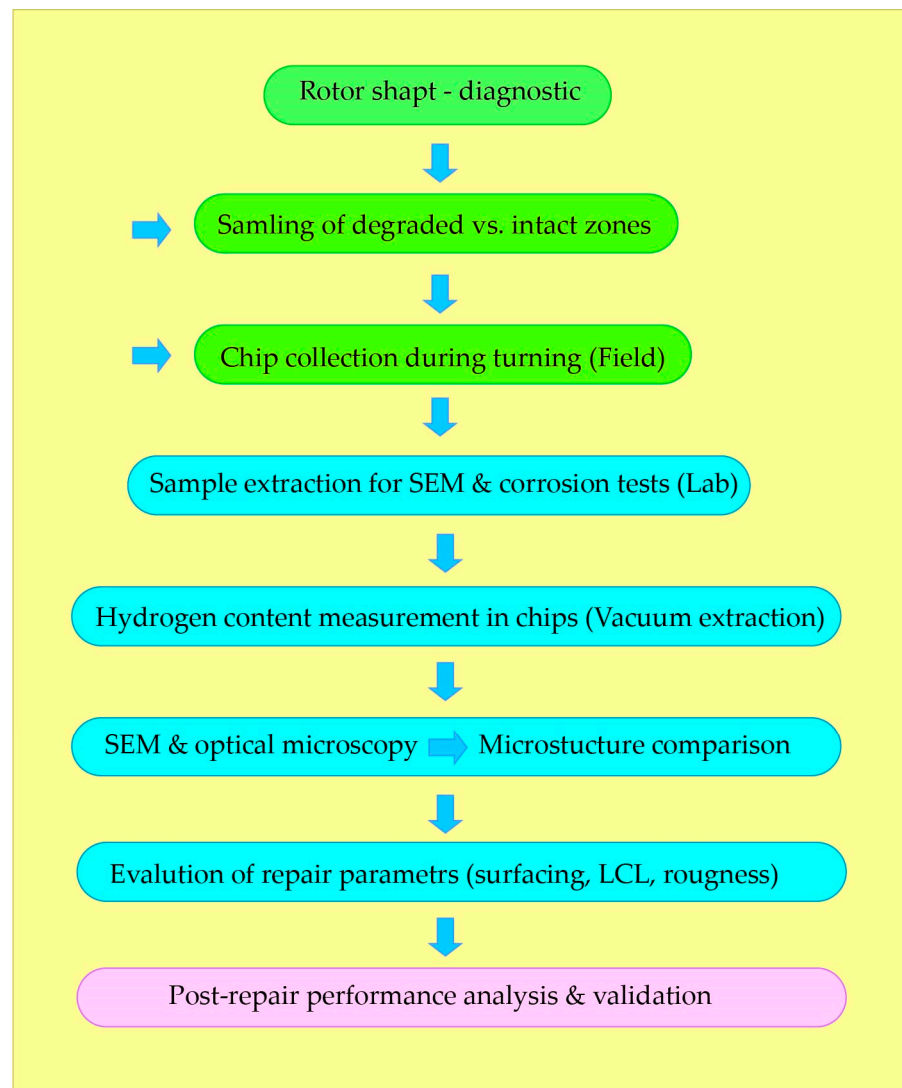 Rotor shapt - diagnostic
Samling of degraded vs. intact zones
Chip collection during turning (Field)
Sample extraction for SEM & corrosion tests (Lab)
Hydrogen content measurement in chips (Vacuum extraction)
SEM & optical microscopy Microstucture comparison
Evalution of repair parametrs (surfacing, LCL, rougness)
Post-repair performance analysis & validation